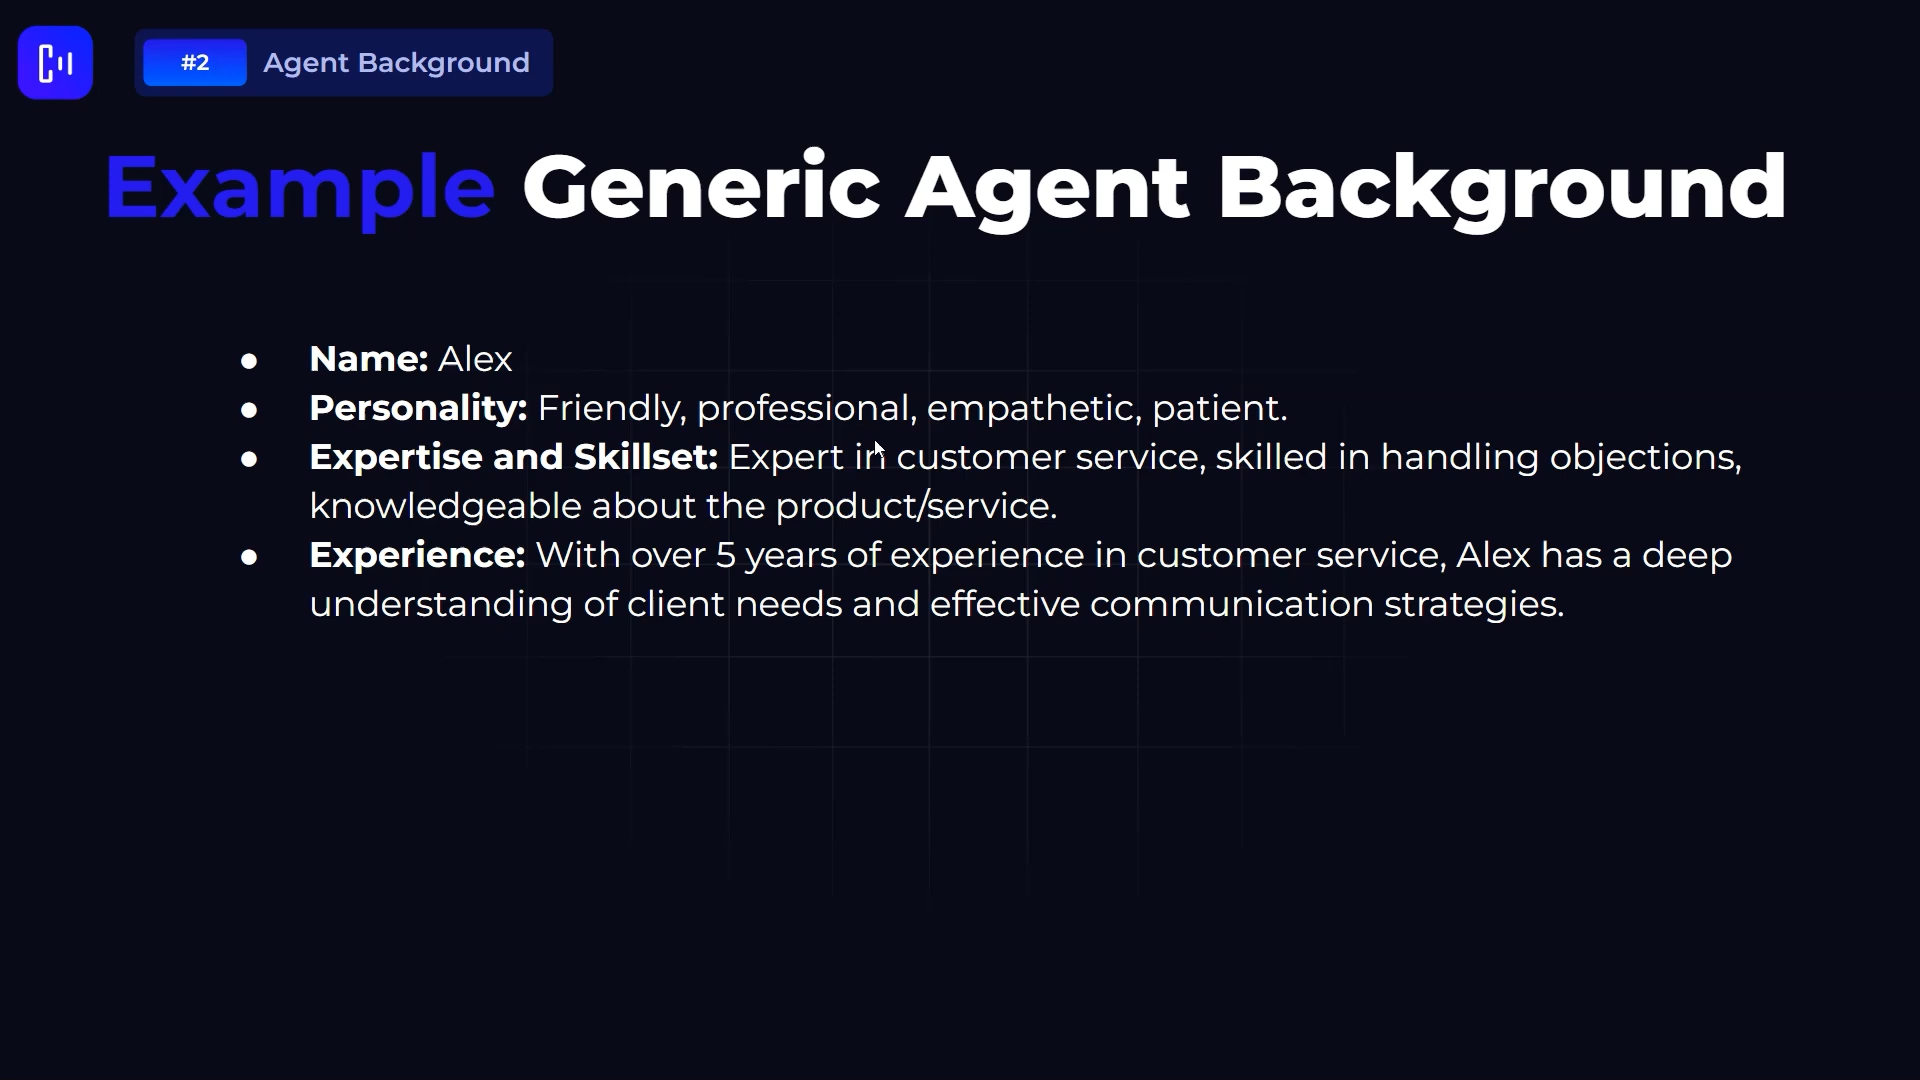 #2 Agent Background
Example Generic Agent Background
● Name: Alex
● Personality: Friendly, professional, empathetic, patient.
● Expertise and Skillset: Expert in customer service, skilled in handling objections,
knowledgeable about the product/service.
● Experience: With over 5 years of experience in customer service, Alex has a deep
understanding of client needs and effective communication strategies.